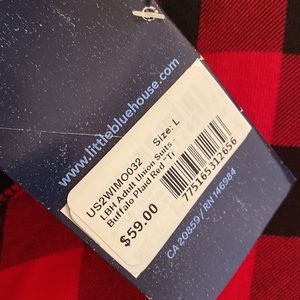 www.littlebluehouse.com
US2WIMO032 Size: L
LBH Adult Union Suits -
Buffalo Plaid Red "Tr
$59.00
775165312656
CA 20859 / RN 146984